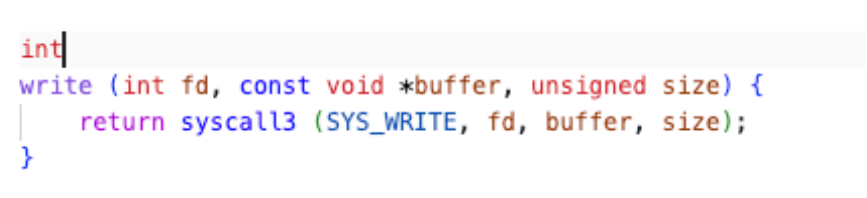 int
write (int fd, const void *buffer, unsigned size) {
    return syscall3 (SYS_WRITE, fd, buffer, size);
}